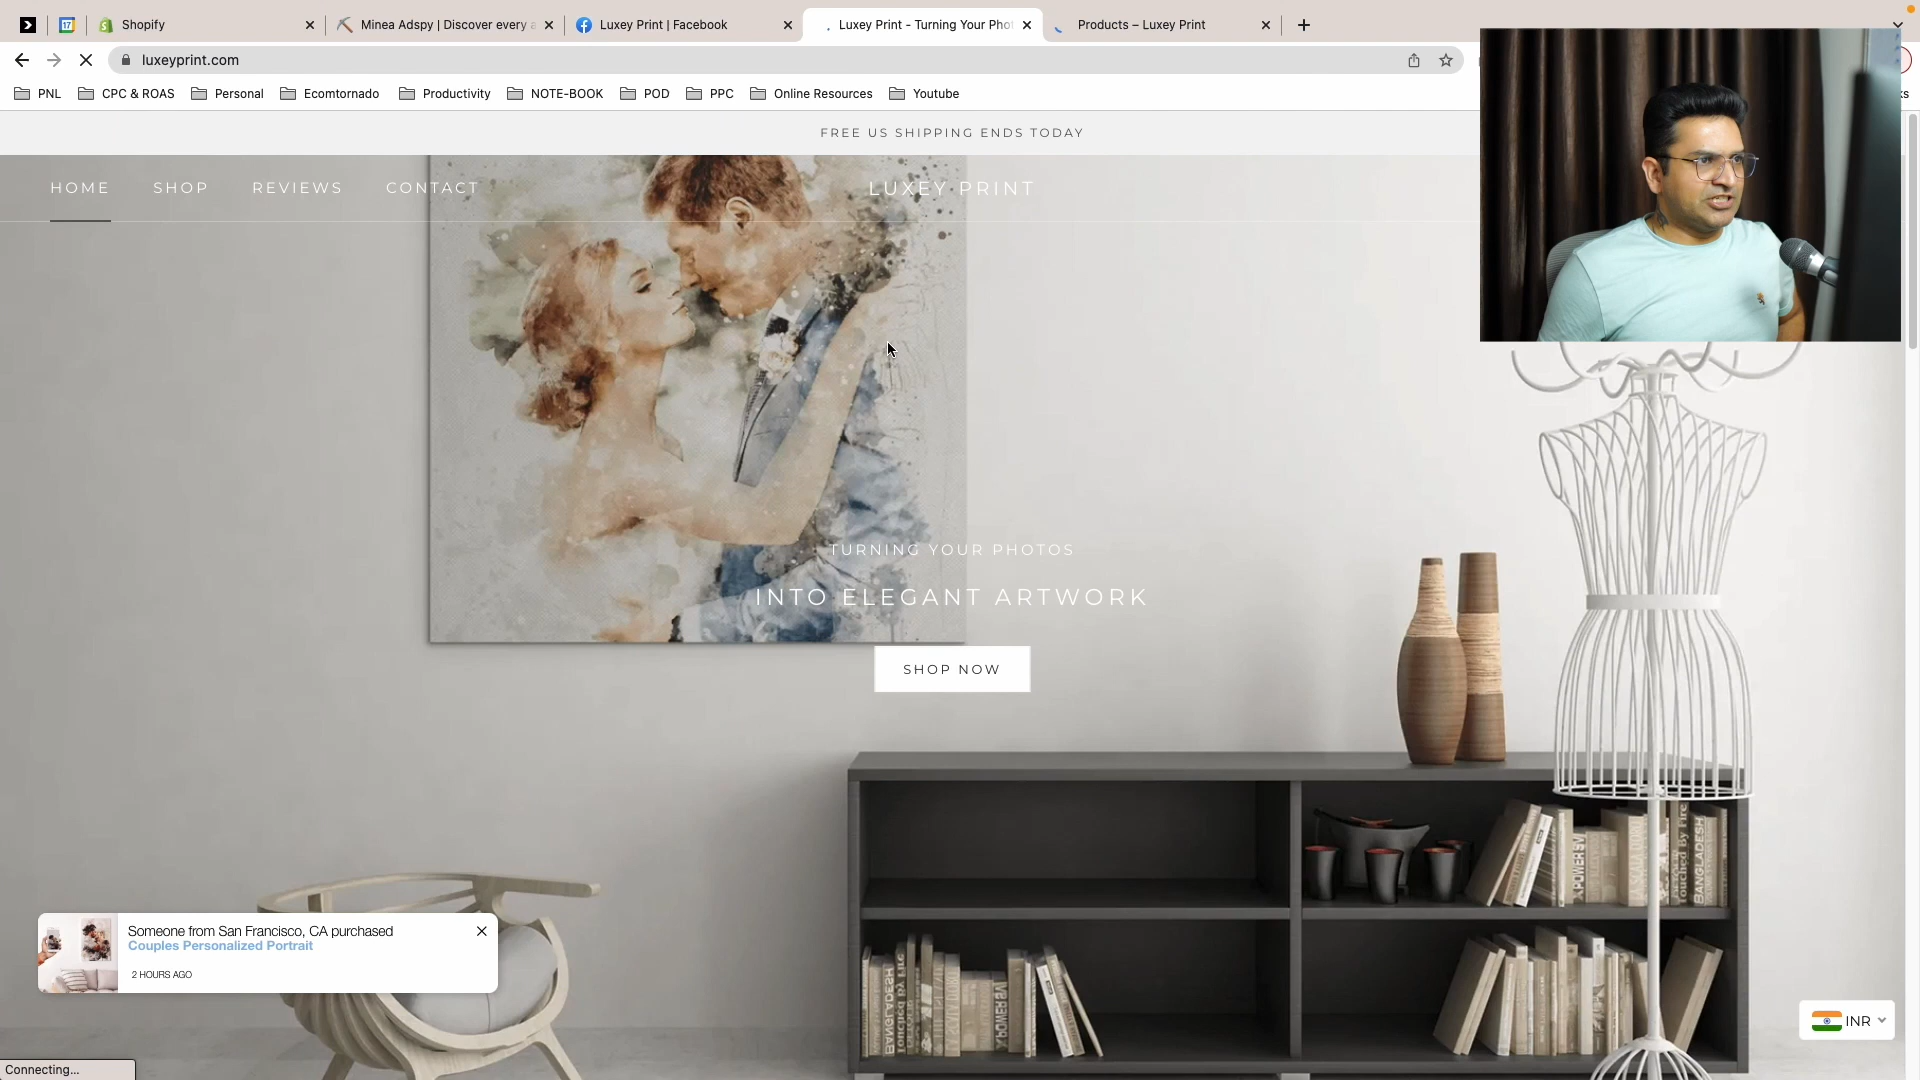 Shopify
Minea Adspy | Discover every a
Luxey Print | Facebook
Luxey Print - Turning Your Pho
Products – Luxey Print
luxeyprint.com
PNL
CPC & ROAS
Personal
Ecomtornado
Productivity
NOTE-BOOK
POD
PPC
Online Resources
Youtube
FREE US SHIPPING ENDS TODAY
HOME
SHOP
REVIEWS
CONTACT
LUXEY PRINT
TURNING YOUR PHOTOS
INTO ELEGANT ARTWORK
SHOP NOW
Someone from San Francisco, CA purchased
Couples Personalized Portrait
2 HOURS AGO
INR
Connecting...
BANGLADESH